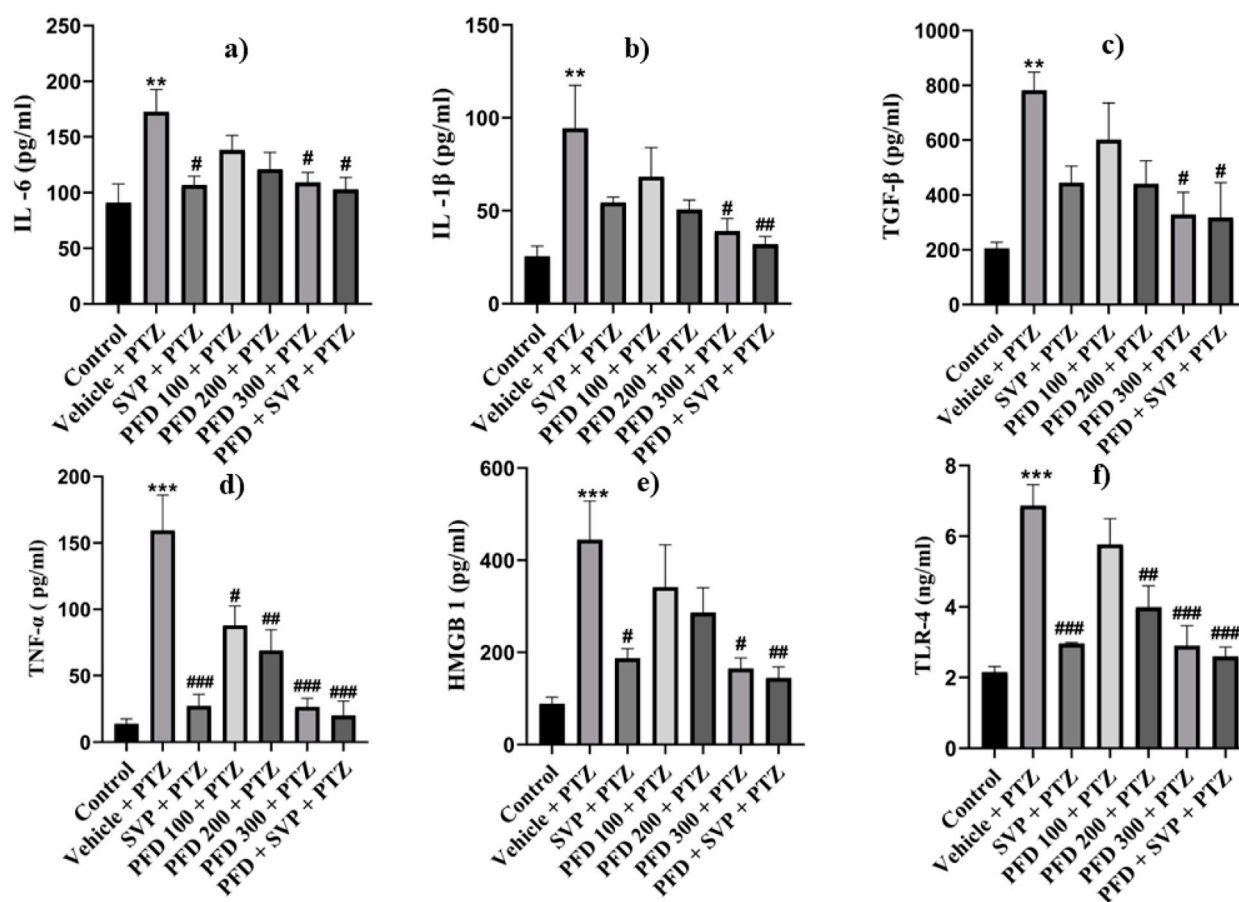 a)
IL -6 (pg/ml)
250
200
150
100
50
0
**
#
#
#
Control
Vehicle + PTZ
SVP + PTZ
PFD 100 + PTZ
PFD 200 + PTZ
PFD 300 + PTZ
PFD + SVP + PTZ
b)
IL -1β (pg/ml)
150
100
50
0
**
#
##
Control
Vehicle + PTZ
SVP + PTZ
PFD 100 + PTZ
PFD 200 + PTZ
PFD 300 + PTZ
PFD + SVP + PTZ
c)
TGF-β (pg/ml)
1000
800
600
400
200
0
**
#
#
Control
Vehicle + PTZ
SVP + PTZ
PFD 100 + PTZ
PFD 200 + PTZ
PFD 300 + PTZ
PFD + SVP + PTZ
d)
TNF-α ( pg/ml)
200
150
100
50
0
***
###
#
##
###
###
Control
Vehicle + PTZ
SVP + PTZ
PFD 100 + PTZ
PFD 200 + PTZ
PFD 300 + PTZ
PFD + SVP + PTZ
e)
HMGB 1 (pg/ml)
600
400
200
0
***
#
#
##
Control
Vehicle + PTZ
SVP + PTZ
PFD 100 + PTZ
PFD 200 + PTZ
PFD 300 + PTZ
PFD + SVP + PTZ
f)
TLR-4 (ng/ml)
8
6
4
2
0
***
###
##
###
###
Control
Vehicle + PTZ
SVP + PTZ
PFD 100 + PTZ
PFD 200 + PTZ
PFD 300 + PTZ
PFD + SVP + PTZ